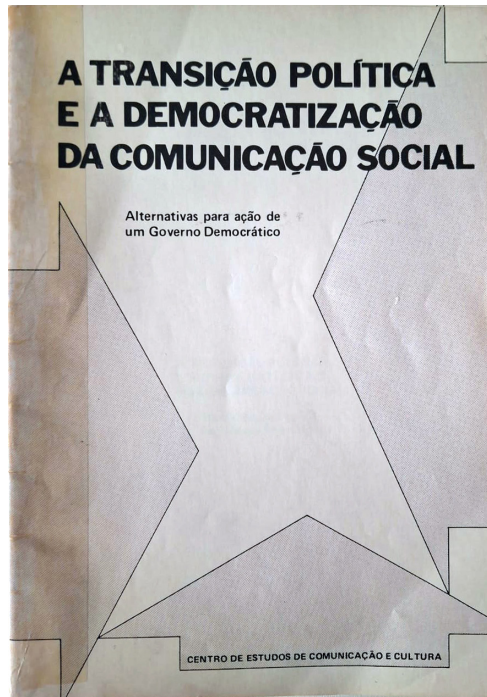 A TRANSIÇÃO POLÍTICA
E A DEMOCRATIZAÇÃO
DA COMUNICAÇÃO SOCIAL
Alternativas para ação de
um Governo Democrático
CENTRO DE ESTUDOS DE COMUNICAÇÃO E CULTURA